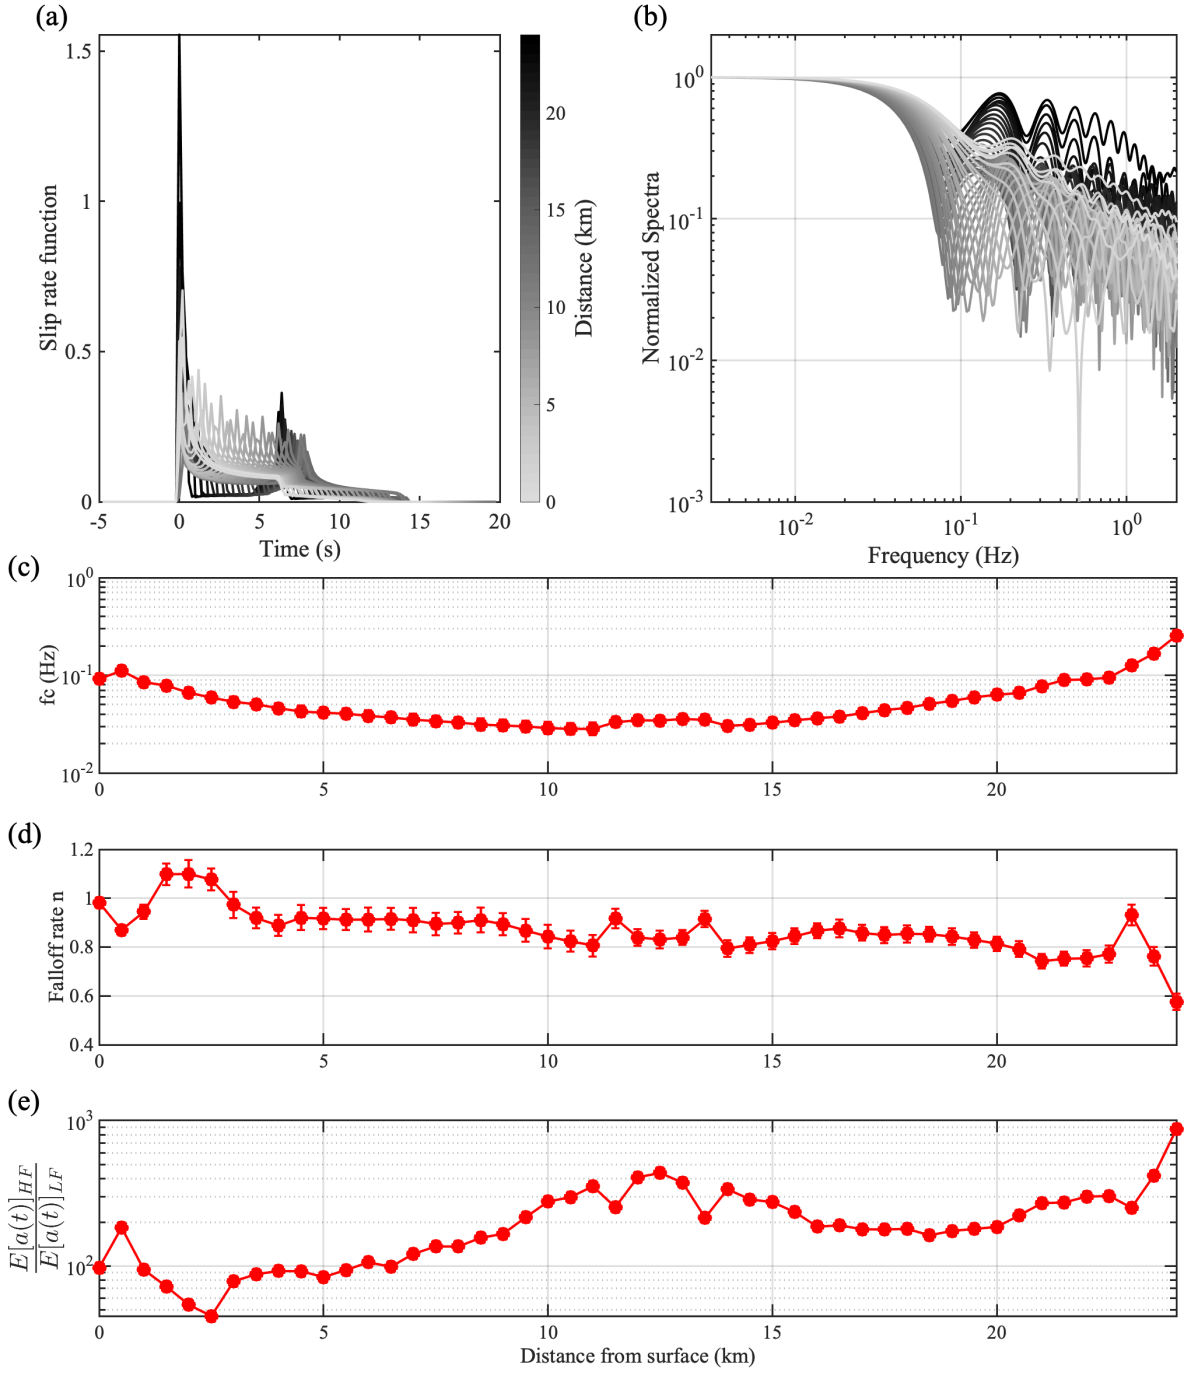 (a)
(b)
1.5
1
0.5
0
Slip rate function
-5 0 5 10 15 20
Time (s)
20
15
10
5
0
Distance (km)
10^0
10^-1
10^-2
10^-3
Normalized Spectra
10^-2 10^-1 10^0
Frequency (Hz)
(c)
10^0
10^-1
10^-2
fc (Hz)
0 5 10 15 20
(d)
1.2
1
0.8
0.6
0.4
Falloff rate n
0 5 10 15 20
(e)
10^3
10^2
E[a(t)]_HF
E[a(t)]_LF
0 5 10 15 20
Distance from surface (km)